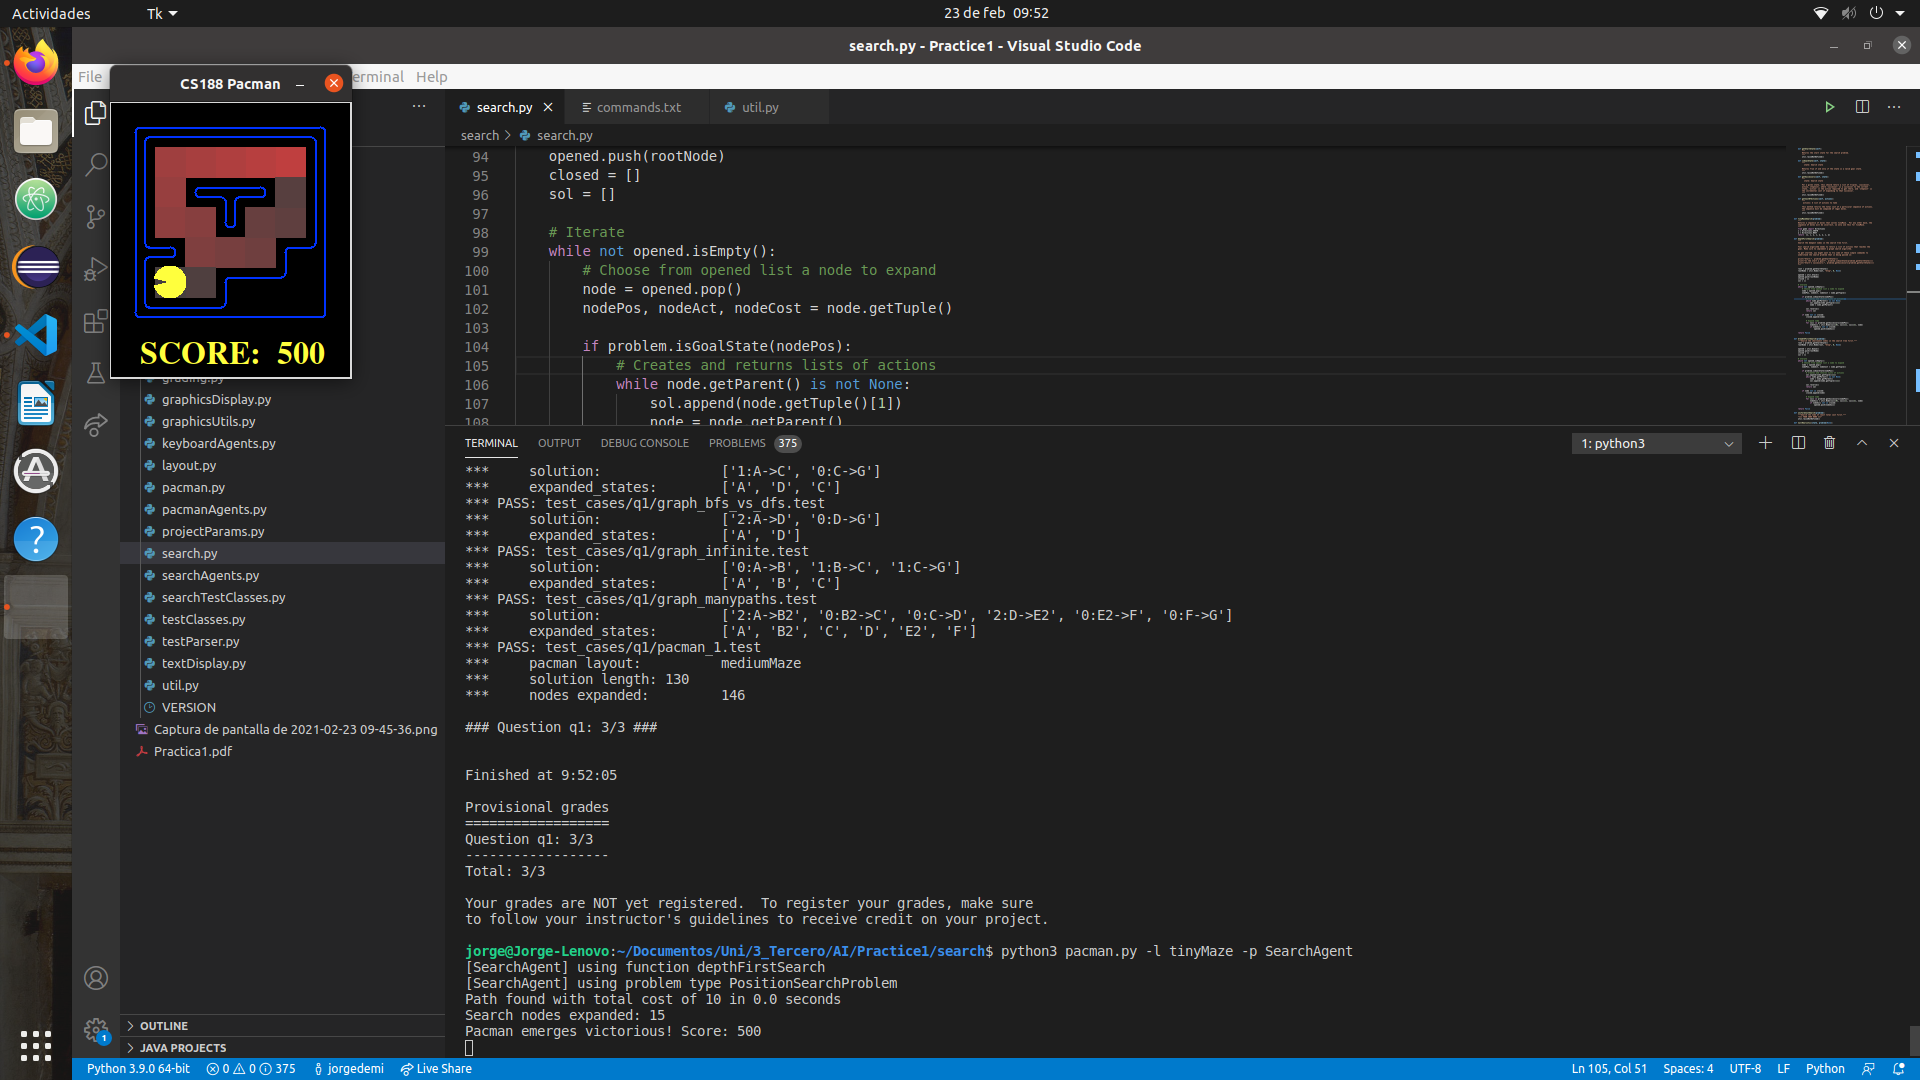 Actividades
Tk
23 de feb 09:52
search.py - Practice1 - Visual Studio Code
File
erminal Help
CS188 Pacman
SCORE: 500
search.py
commands.txt
util.py
search > search.py
94 opened.push(rootNode)
95 closed = []
96 sol = []
97
98 # Iterate
99 while not opened.isEmpty():
100 # Choose from opened list a node to expand
101 node = opened.pop()
102 nodePos, nodeAct, nodeCost = node.getTuple()
103
104 if problem.isGoalState(nodePos):
105 # Creates and returns lists of actions
106 while node.getParent() is not None:
107 sol.append(node.getTuple()[1])
108 node = node.getParent()
grading.py
graphicsDisplay.py
graphicsUtils.py
keyboardAgents.py
layout.py
pacman.py
pacmanAgents.py
projectParams.py
search.py
searchAgents.py
searchTestClasses.py
testClasses.py
testParser.py
textDisplay.py
util.py
VERSION
Captura de pantalla de 2021-02-23 09-45-36.png
Practica1.pdf
OUTLINE
JAVA PROJECTS
TERMINAL OUTPUT DEBUG CONSOLE PROBLEMS 375
1: python3
*** solution: ['1:A->C', '0:C->G']
*** expanded_states: ['A', 'D', 'C']
*** PASS: test_cases/q1/graph_bfs_vs_dfs.test
*** solution: ['2:A->D', '0:D->G']
*** expanded_states: ['A', 'D']
*** PASS: test_cases/q1/graph_infinite.test
*** solution: ['0:A->B', '1:B->C', '1:C->G']
*** expanded_states: ['A', 'B', 'C']
*** PASS: test_cases/q1/graph_manypaths.test
*** solution: ['2:A->B2', '0:B2->C', '0:C->D', '2:D->E2', '0:E2->F', '0:F->G']
*** expanded_states: ['A', 'B2', 'C', 'D', 'E2', 'F']
*** PASS: test_cases/q1/pacman_1.test
*** pacman layout: mediumMaze
*** solution length: 130
*** nodes expanded: 146
### Question q1: 3/3 ###
Finished at 9:52:05
Provisional grades
==================
Question q1: 3/3
------------------
Total: 3/3
Your grades are NOT yet registered. To register your grades, make sure
to follow your instructor's guidelines to receive credit on your project.
jorge@Jorge-Lenovo:~/Documentos/Uni/3_Tercero/AI/Practice1/search$ python3 pacman.py -l tinyMaze -p SearchAgent
[SearchAgent] using function depthFirstSearch
[SearchAgent] using problem type PositionSearchProblem
Path found with total cost of 10 in 0.0 seconds
Search nodes expanded: 15
Pacman emerges victorious! Score: 500
1
Python 3.9.0 64-bit 0 0 375 jorgedemi Live Share
Ln 105, Col 51 Spaces: 4 UTF-8 LF Python